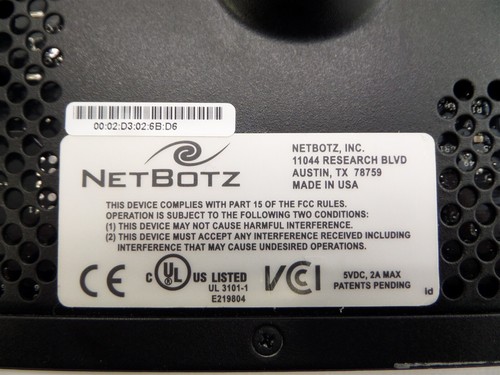 00:02:D3:02:6B:D6
NETBOTZ
NETBOTZ, INC.
11044 RESEARCH BLVD
AUSTIN, TX 78759
MADE IN USA
THIS DEVICE COMPLIES WITH PART 15 OF THE FCC RULES.
OPERATION IS SUBJECT TO THE FOLLOWING TWO CONDITIONS:
(1) THIS DEVICE MAY NOT CAUSE HARMFUL INTERFERENCE.
(2) THIS DEVICE MUST ACCEPT ANY INTERFERENCE RECEIVED INCLUDING
INTERFERENCE THAT MAY CAUSE UNDESIRED OPERATIONS.
CE
C UL US LISTED
UL 3101-1
E219804
VCI
5VDC, 2A MAX
PATENTS PENDING
id